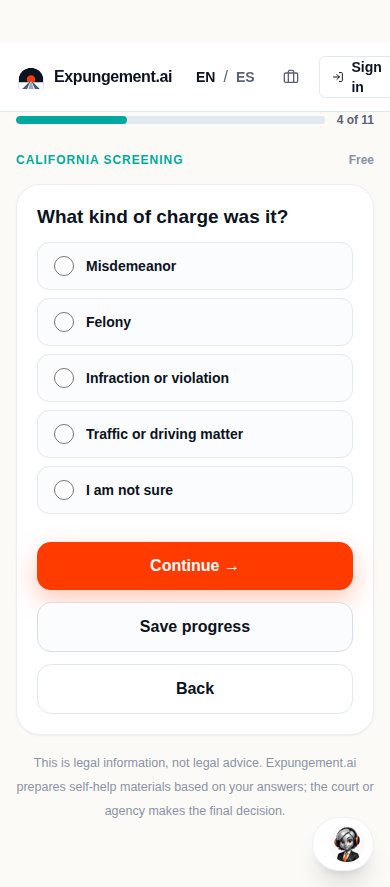 Expungement.ai
EN / ES
Sign
in
4 of 11
CALIFORNIA SCREENING
Free
What kind of charge was it?
Misdemeanor
Felony
Infraction or violation
Traffic or driving matter
I am not sure
Continue →
Save progress
Back
This is legal information, not legal advice. Expungement.ai
prepares self-help materials based on your answers; the court or
agency makes the final decision.